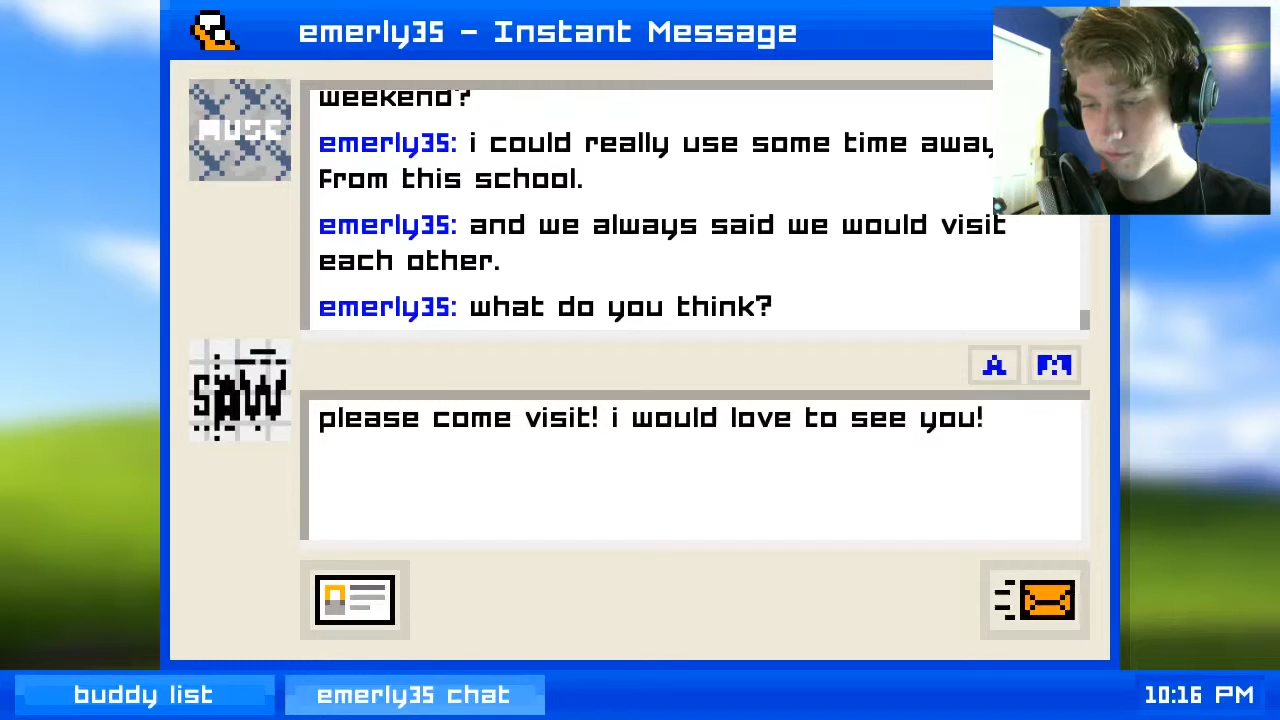 emerly35 - Instant Message
weekend?
emerly35: i could really use some time away
from this school.
emerly35: and we always said we would visit
each other.
emerly35: what do you think?
MUSE
SAW
A
please come visit! i would love to see you!
buddy list
emerly35 chat
10:16 PM